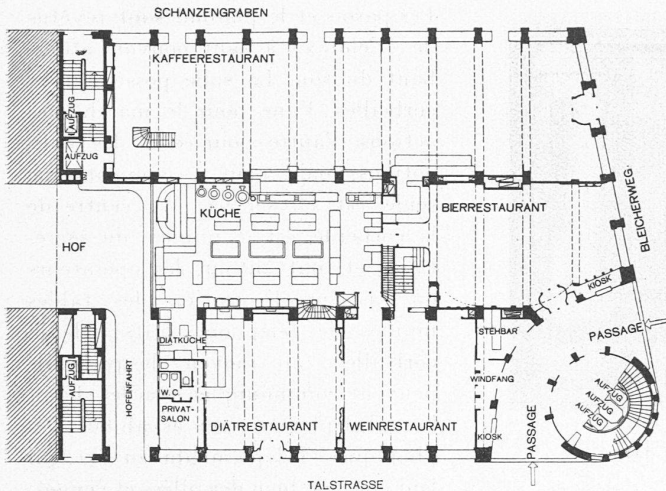 SCHANZENGRABEN
KAFFEERESTAURANT
AUFZUG
AUFZUG
KÜCHE
BIERRESTAURANT
BLEICHERWEG.
HOF
KIOSK
STEHBAR
PASSAGE
DIÄTKÜCHE
WINDFANG
AUFZUG
HOFEINFAHRT
W.C.
PRIVAT-
SALON
AUFZUG
AUFZUG
AUFZUG
DIÄTRESTAURANT
WEINRESTAURANT
KIOSK
PASSAGE
TALSTRASSE